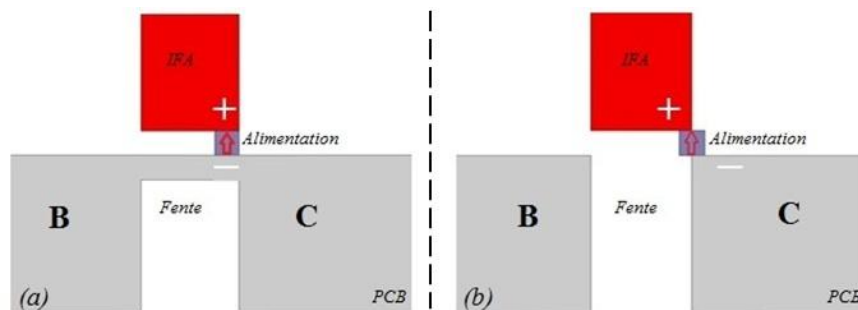 IFA
+
Alimentation
B
Fente
C
(a)
PCB
IFA
+
Alimentation
B
Fente
C
(b)
PCB